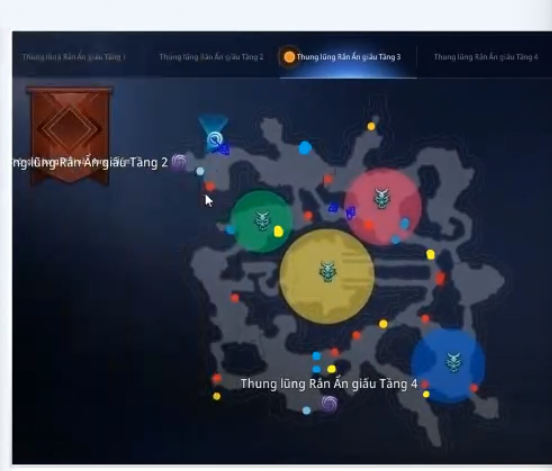 Thung lũng Rắn Ẩn giấu Tầng 1
Thung lũng Rắn Ẩn giấu Tầng 2
Thung lũng Rắn Ẩn giấu Tầng 3
Thung lũng Rắn Ẩn giấu Tầng 4
ng lũng Rắn Ẩn giấu Tầng 2
Thung lũng Rắn Ẩn giấu Tầng 4